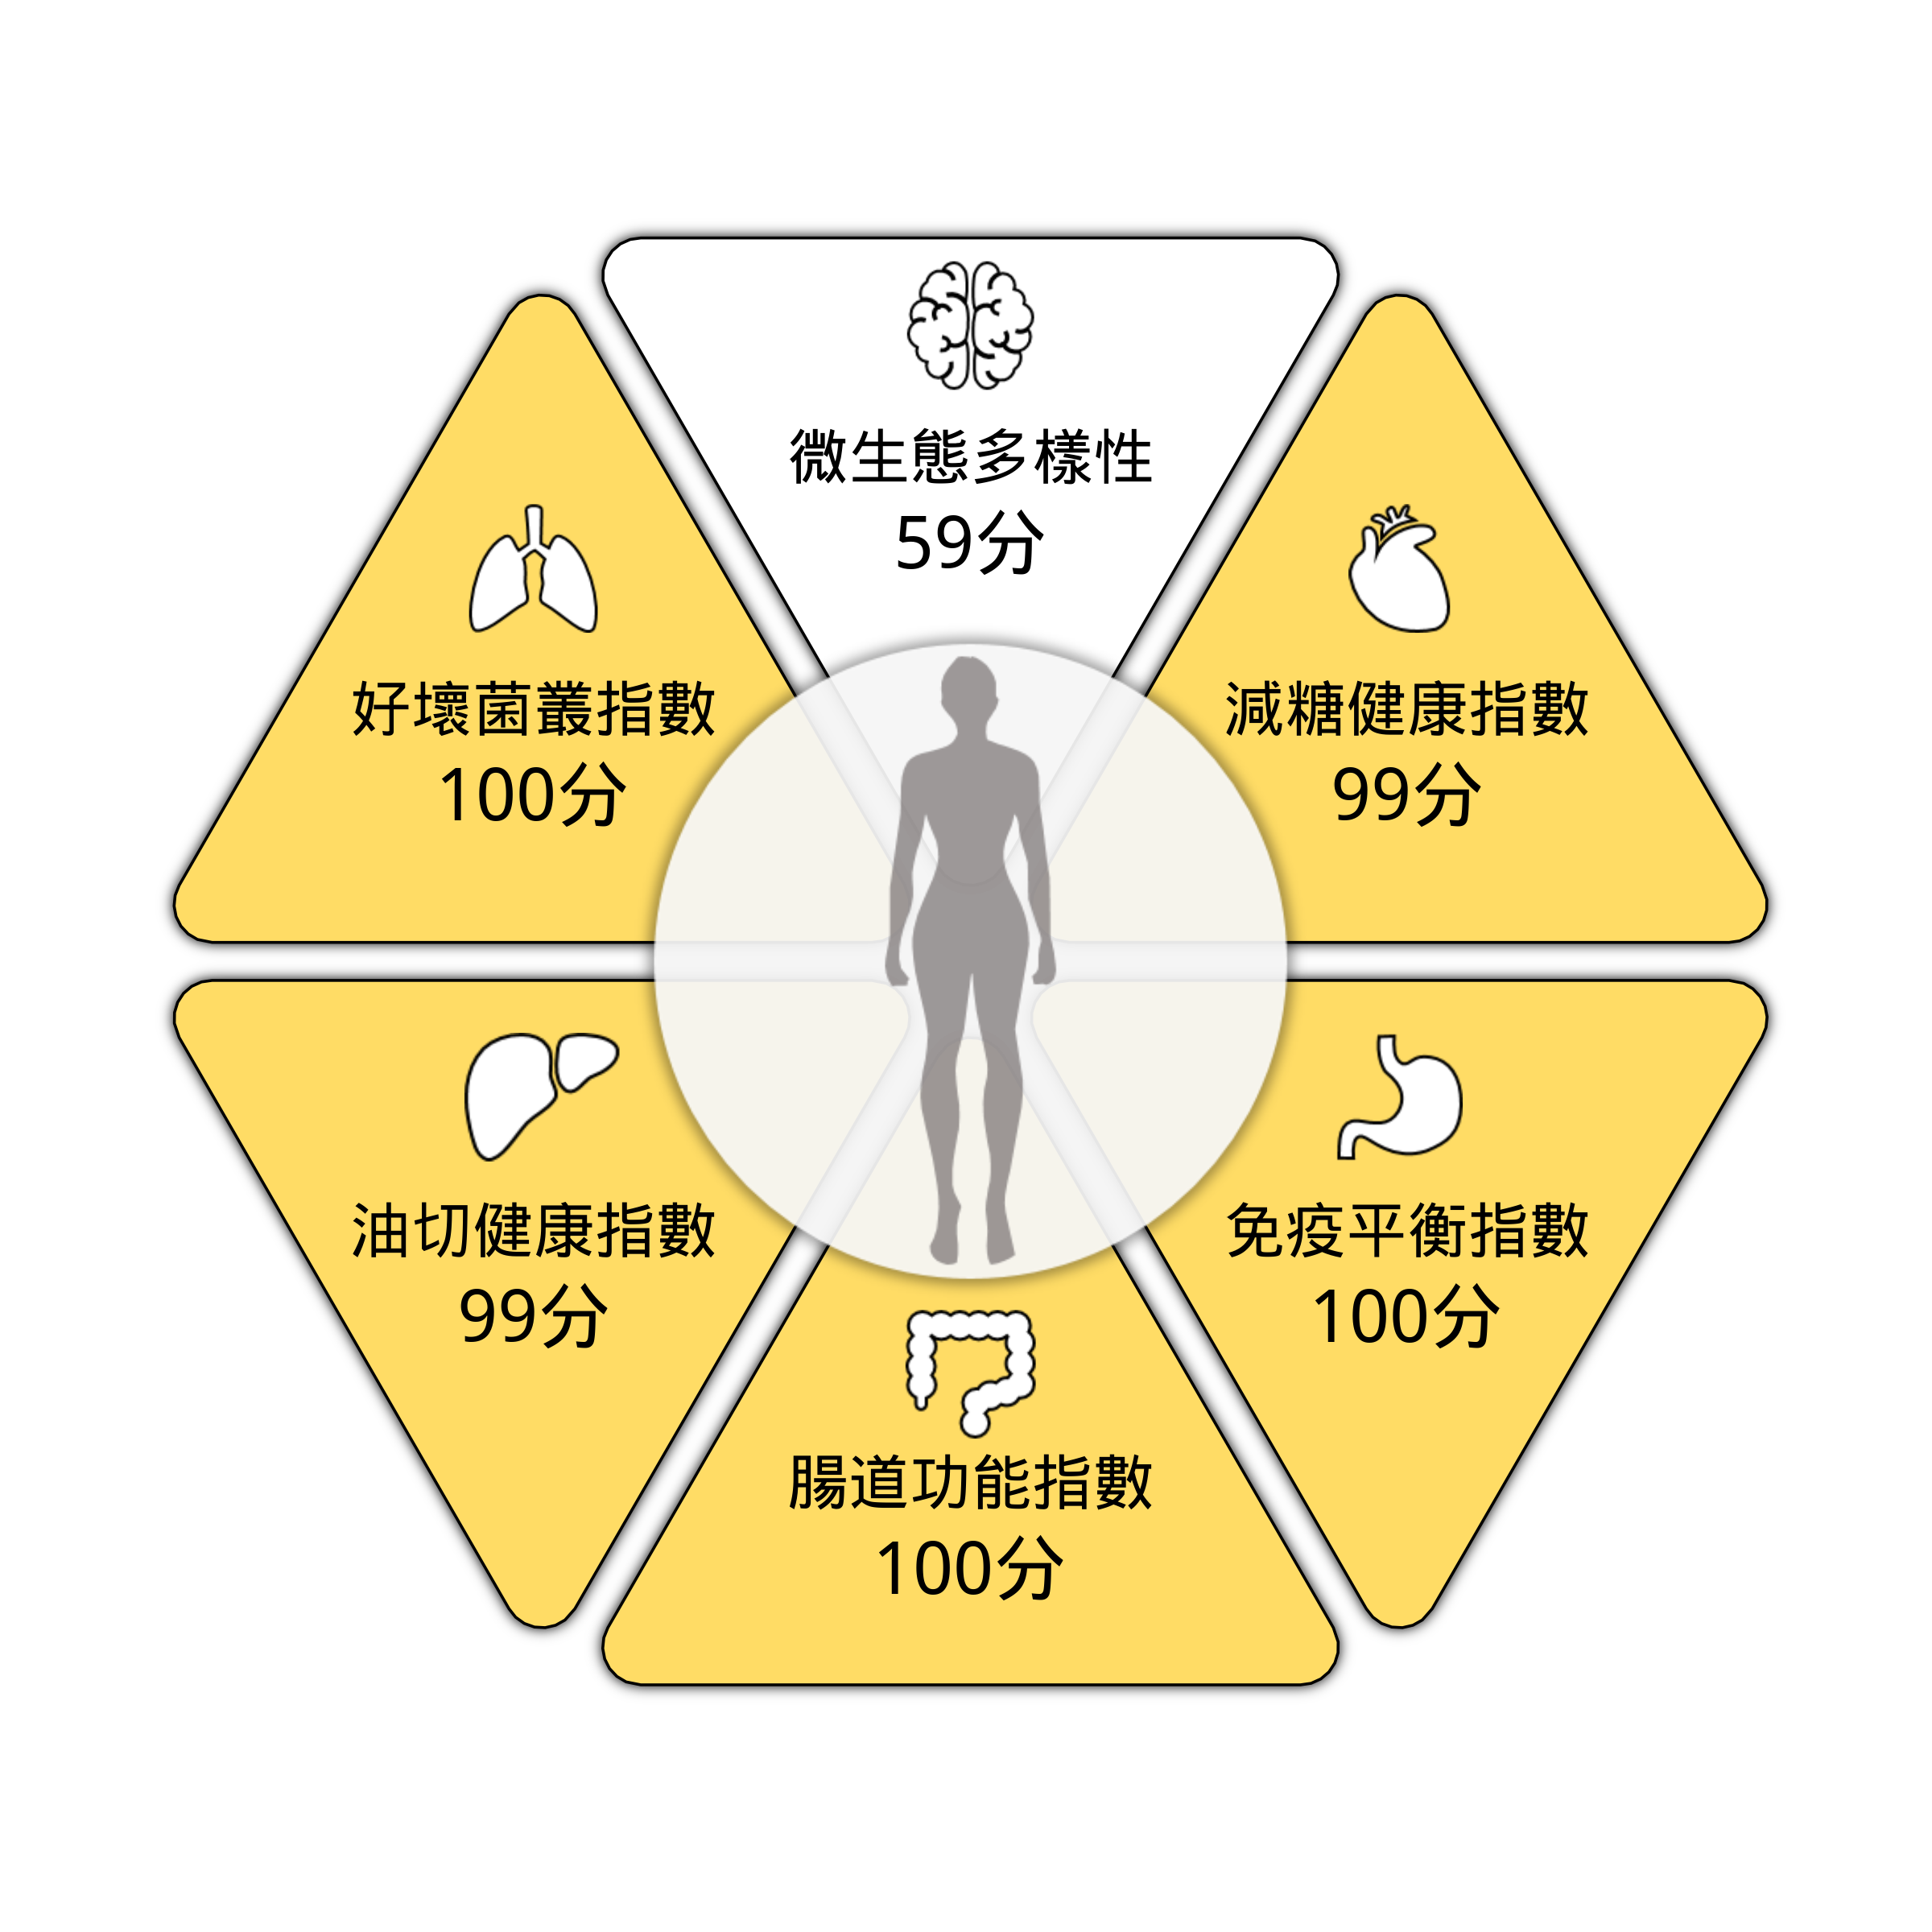 微生態多樣性
59分
好壞菌叢指數
100分
減糖健康指數
99分
油切健康指數
99分
免疫平衡指數
100分
腸道功能指數
100分